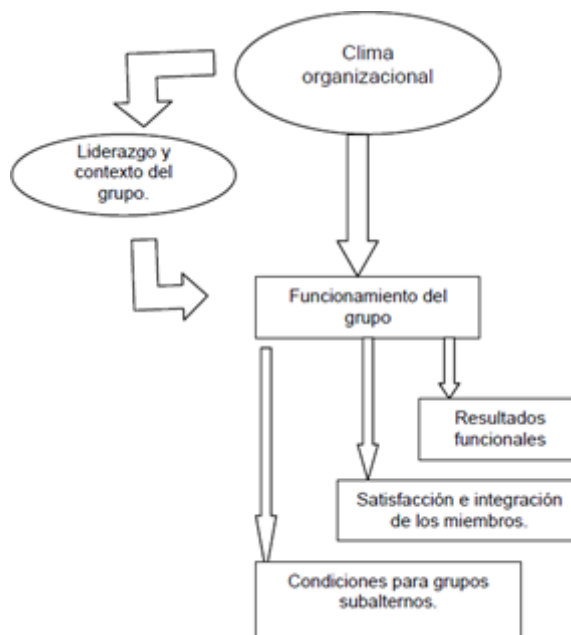 Clima
organizacional
Liderazgo y
contexto del
grupo.
Funcionamiento del
grupo
Resultados
funcionales
Satisfacción e integración
de los miembros.
Condiciones para grupos
subalternos.